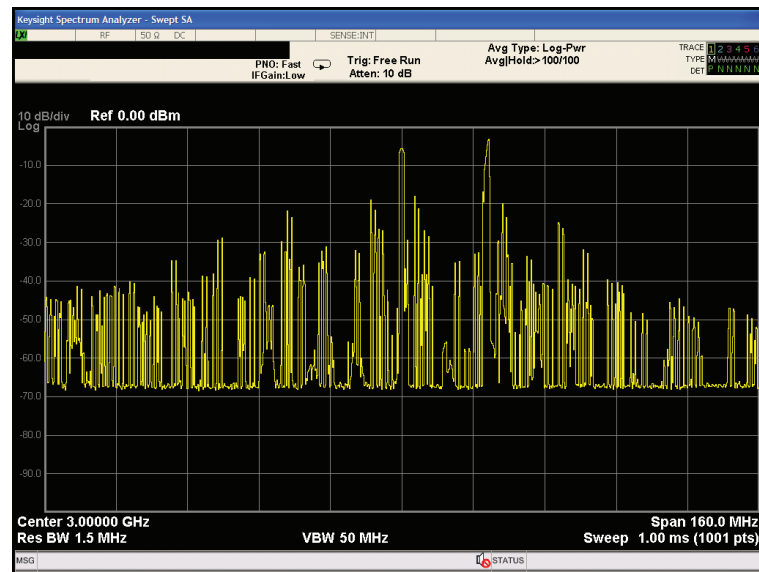 Keysight Spectrum Analyzer - Swept SA
LXI RF 50 Ω DC SENSE:INT
PNO: Fast
IFGain:Low
Trig: Free Run
Atten: 10 dB
Avg Type: Log-Pwr
Avg|Hold:>100/100
TRACE 1 2 3 4 5 6
TYPE M
DET P N N N N N
10 dB/div Ref 0.00 dBm
Log
-10.0
-20.0
-30.0
-40.0
-50.0
-60.0
-70.0
-80.0
-90.0
Center 3.00000 GHz Span 160.0 MHz
Res BW 1.5 MHz VBW 50 MHz Sweep 1.00 ms (1001 pts)
MSG STATUS